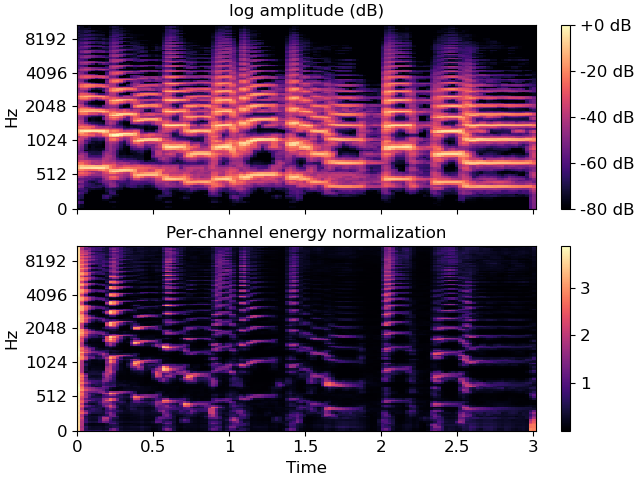 log amplitude (dB)
Hz
8192
4096
2048
1024
512
0
+0 dB
-20 dB
-40 dB
-60 dB
-80 dB
Per-channel energy normalization
Hz
8192
4096
2048
1024
512
0
3
2
1
0 0.5 1 1.5 2 2.5 3
Time